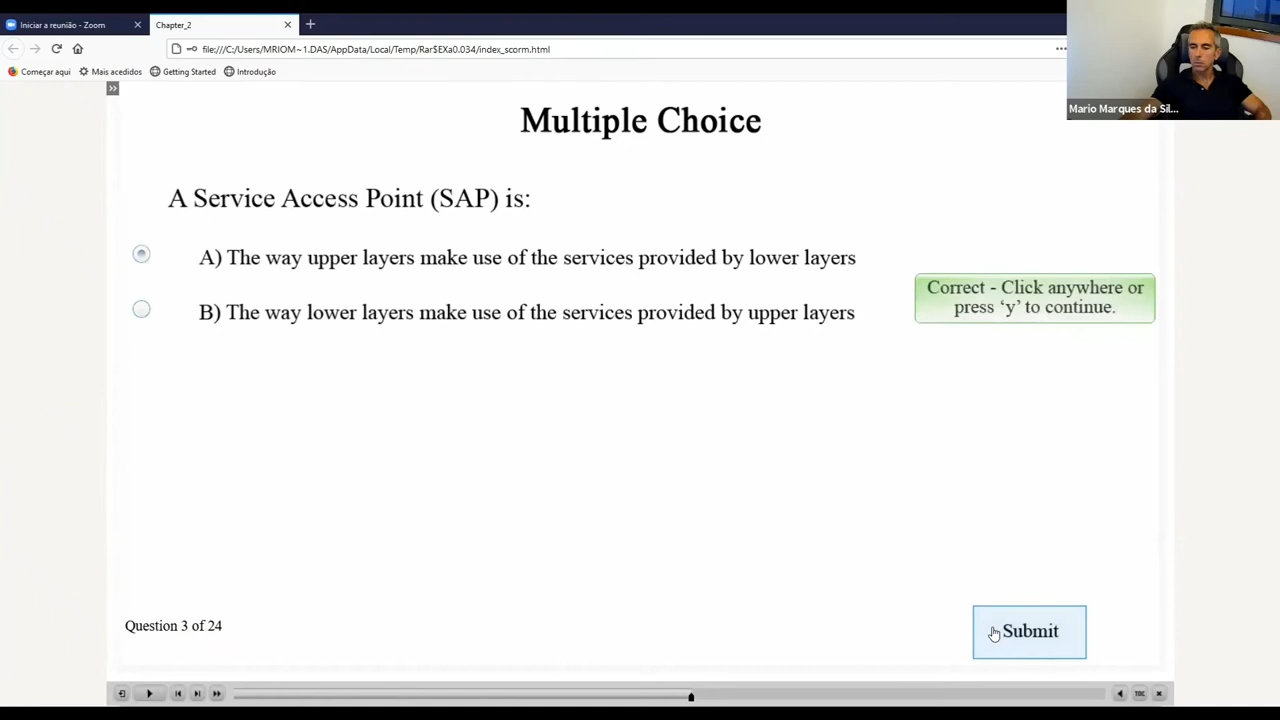 Iniciar a reunião - Zoom
Chapter_2
file:///C:/Users/MRIOM~1.DAS/AppData/Local/Temp/Rar$EXa0.034/index_scorm.html
Começar aqui
Mais acedidos
Getting Started
Introdução
Mario Marques da Sil...
Multiple Choice
A Service Access Point (SAP) is:
A) The way upper layers make use of the services provided by lower layers
B) The way lower layers make use of the services provided by upper layers
Correct - Click anywhere or
press ‘y’ to continue.
Question 3 of 24
Submit
TOC